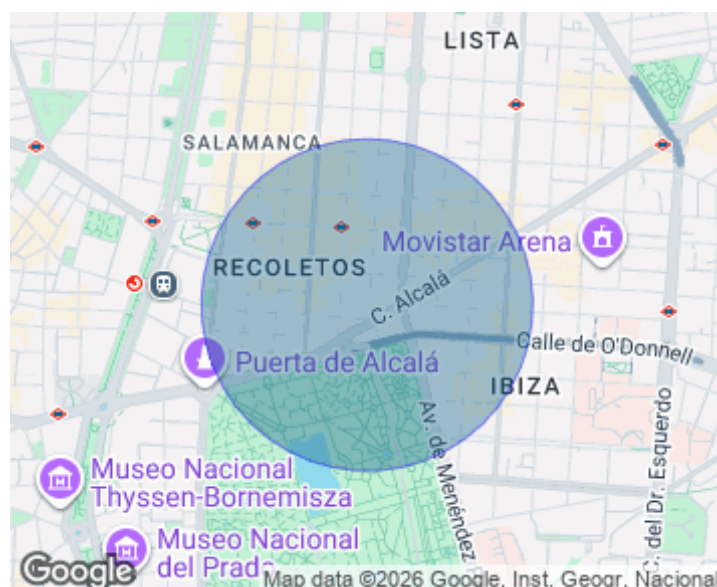 LISTA
SALAMANCA
Movistar Arena
RECOLETOS
C. Alcalá
Calle de O'Donnell
Puerta de Alcalá
IBIZA
Av. de Menéndez
C. del Dr. Esquerdo
Museo Nacional
Thyssen-Bornemisza
Museo Nacional
del Prado
Google
Map data ©2026 Google, Inst. Geogr. Nacional